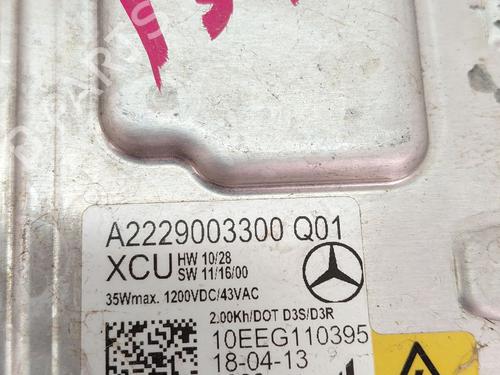 A2229003300 Q01
XCU HW 10/28
SW 11/16/00
35Wmax. 1200VDC/43VAC
2.00Kh/DOT D3S/D3R
10EEG110395
18-04-13